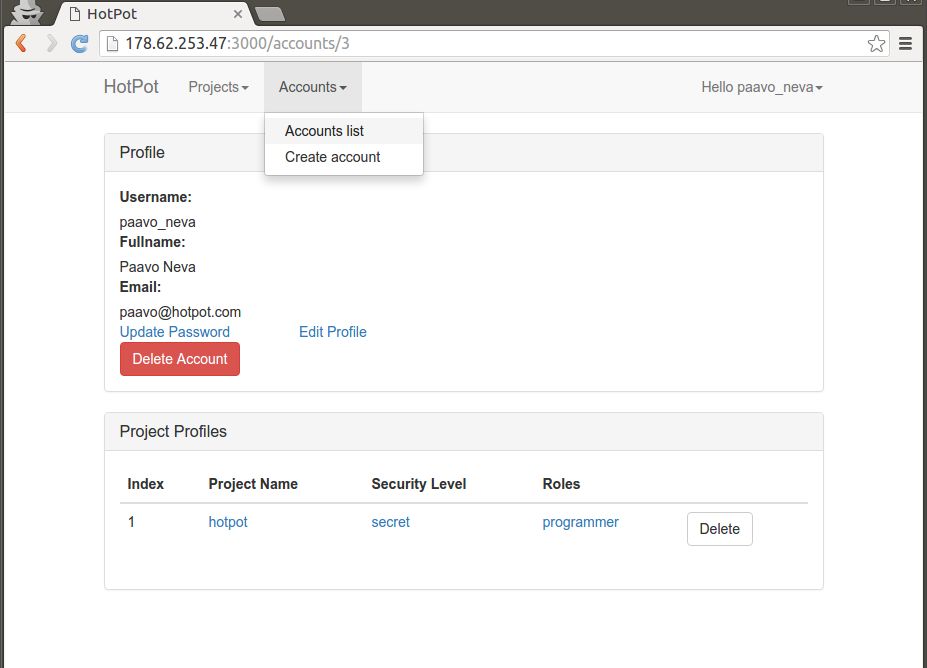 HotPot
178.62.253.47:3000/accounts/3
HotPot Projects Accounts Hello paavo_neva
Accounts list
Create account
Profile
Username:
paavo_neva
Fullname:
Paavo Neva
Email:
paavo@hotpot.com
Update Password Edit Profile
Delete Account
Project Profiles
Index Project Name Security Level Roles
1 hotpot secret programmer Delete